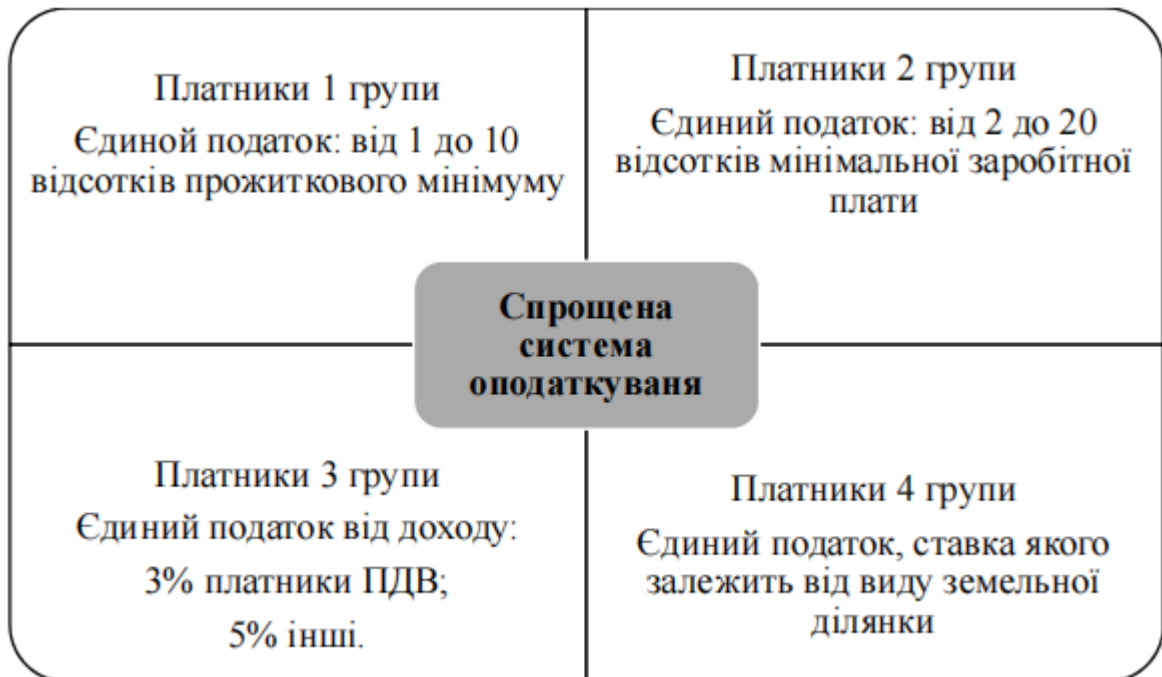 Платники 1 групи
Єдиной податок: від 1 до 10
відсотків прожиткового мінімуму
Платники 2 групи
Єдиний податок: від 2 до 20
відсотків мінімальної заробітної
плати
Спрощена
система
оподаткуваня
Платники 3 групи
Єдиний податок від доходу:
3% платники ПДВ;
5% інші.
Платники 4 групи
Єдиний податок, ставка якого
залежить від виду земельної
ділянки